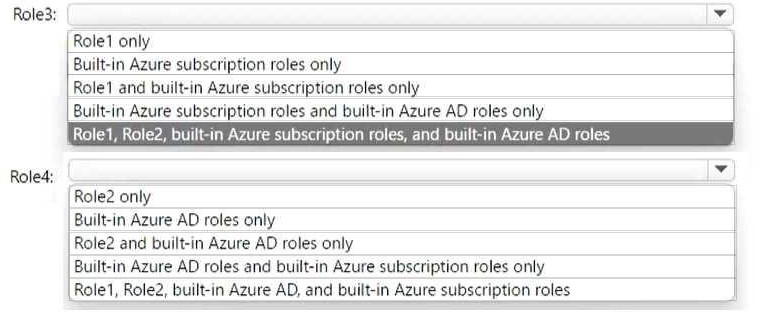 Role3:
Role1 only
Built-in Azure subscription roles only
Role1 and built-in Azure subscription roles only
Built-in Azure subscription roles and built-in Azure AD roles only
Role1, Role2, built-in Azure subscription roles, and built-in Azure AD roles
Role4:
Role2 only
Built-in Azure AD roles only
Role2 and built-in Azure AD roles only
Built-in Azure AD roles and built-in Azure subscription roles only
Role1, Role2, built-in Azure AD, and built-in Azure subscription roles